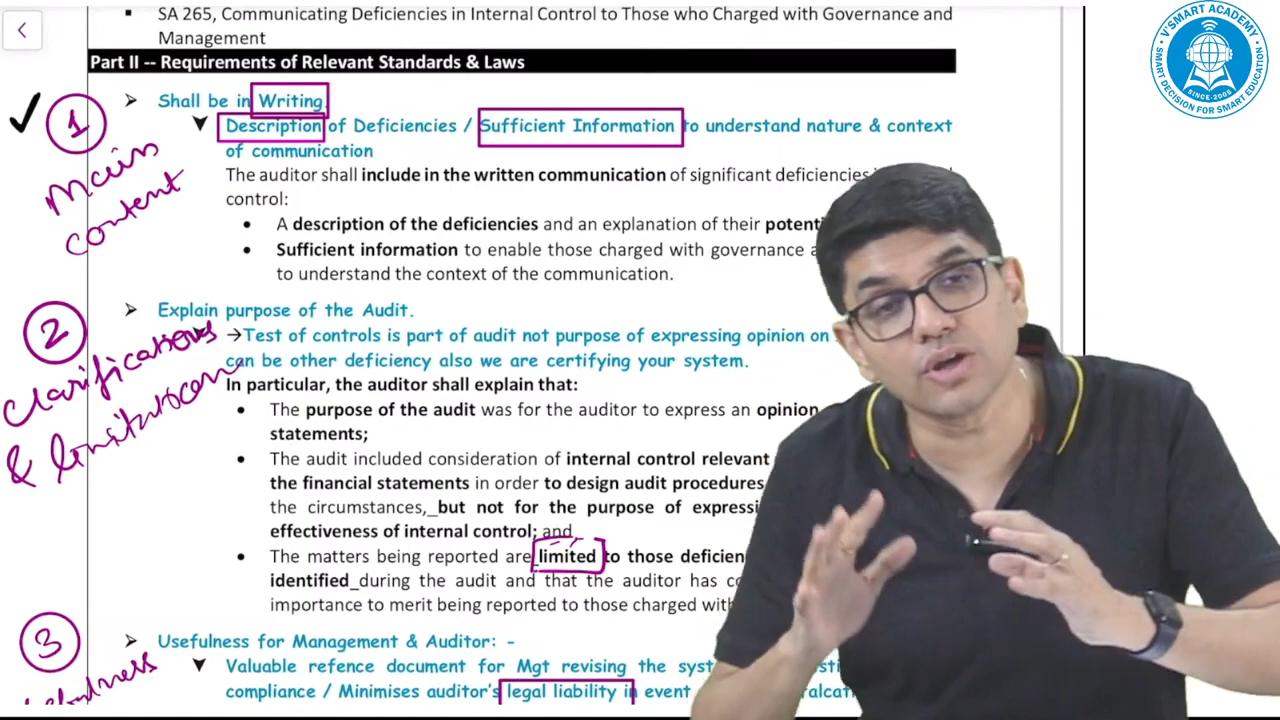 SA 265, Communicating Deficiencies in Internal Control to Those who Charged with Governance and
Management
Part II -- Requirements of Relevant Standards & Laws
Shall be in Writing.
Description of Deficiencies / Sufficient Information to understand nature & context
of communication
The auditor shall include in the written communication of significant deficiencies
control:
A description of the deficiencies and an explanation of their
Sufficient information to enable those charged with governance
to understand the context of the communication.
Explain purpose of the Audit.
→Test of controls is part of audit not purpose of expressing opinion on
can be other deficiency also we are certifying your system.
In particular, the auditor shall explain that:
The purpose of the audit was for the auditor to express an opinion
statements;
The audit included consideration of internal control relevant
the financial statements in order to design audit procedures
the circumstances, but not for the purpose of
effectiveness of internal control; and
The matters being reported are limited to those
identified during the audit and that the auditor has
importance to merit being reported to those charged
Usefulness for Management & Auditor: -
Valuable refence document for Mgt revising the
compliance / Minimises auditor's legal liability in event
1
Main
content
2
Clarifications
&
3
V'SMART ACADEMY
SINCE-2005
SMART DECISION FOR SMART EDUCATION